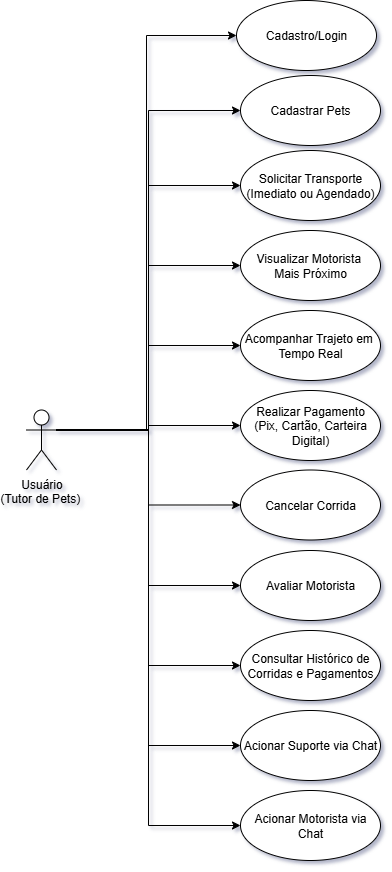 Cadastro/Login
Cadastrar Pets
Solicitar Transporte
(Imediato ou Agendado)
Visualizar Motorista
Mais Próximo
Acompanhar Trajeto em
Tempo Real
Realizar Pagamento
(Pix, Cartão, Carteira
Digital)
Usuário
(Tutor de Pets)
Cancelar Corrida
Avaliar Motorista
Consultar Histórico de
Corridas e Pagamentos
Acionar Suporte via Chat
Acionar Motorista via
Chat